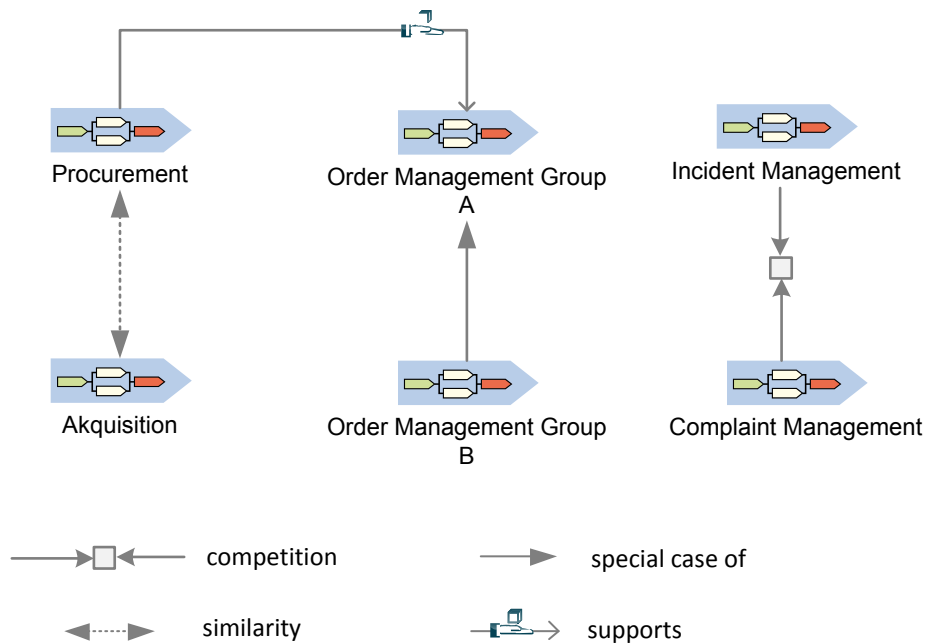 Procurement
Order Management Group
A
Incident Management
Akquisition
Order Management Group
B
Complaint Management
competition
special case of
similarity
supports